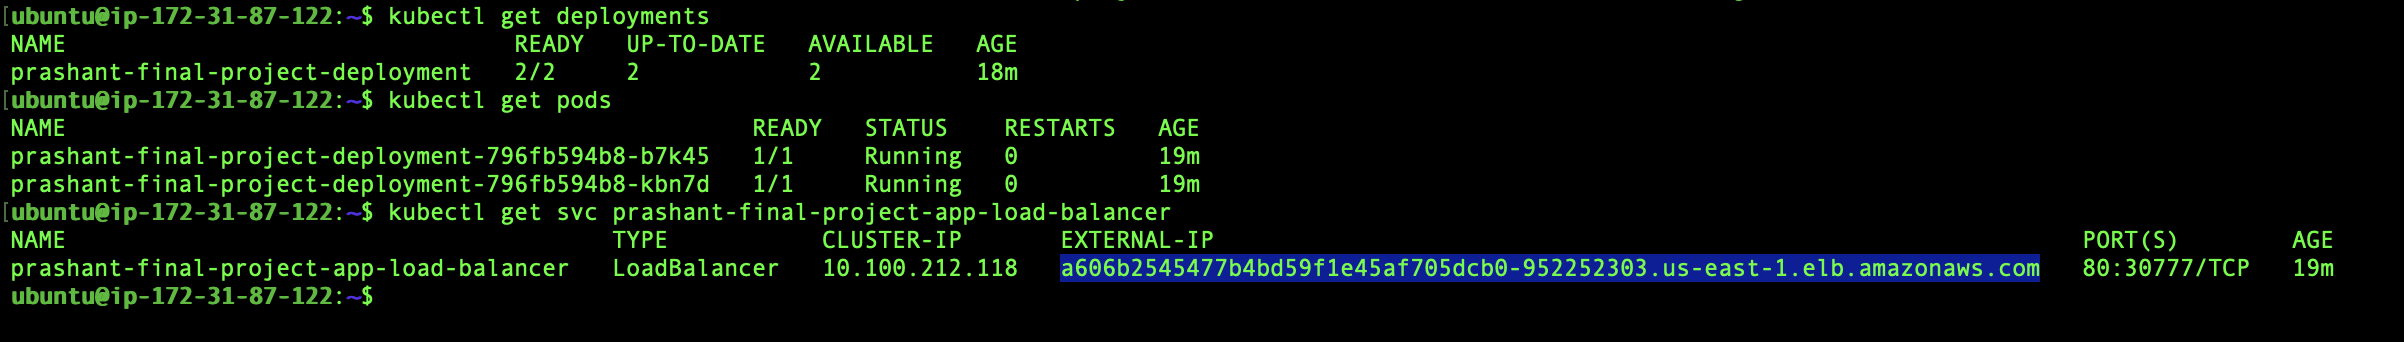 [ubuntu@ip-172-31-87-122:~$ kubectl get deployments
NAME READY UP-TO-DATE AVAILABLE AGE
prashant-final-project-deployment 2/2 2 2 18m
[ubuntu@ip-172-31-87-122:~$ kubectl get pods
NAME READY STATUS RESTARTS AGE
prashant-final-project-deployment-796fb594b8-b7k45 1/1 Running 0 19m
prashant-final-project-deployment-796fb594b8-kbn7d 1/1 Running 0 19m
[ubuntu@ip-172-31-87-122:~$ kubectl get svc prashant-final-project-app-load-balancer
NAME TYPE CLUSTER-IP EXTERNAL-IP PORT(S) AGE
prashant-final-project-app-load-balancer LoadBalancer 10.100.212.118 a606b2545477b4bd59f1e45af705dcb0-952252303.us-east-1.elb.amazonaws.com 80:30777/TCP 19m
ubuntu@ip-172-31-87-122:~$